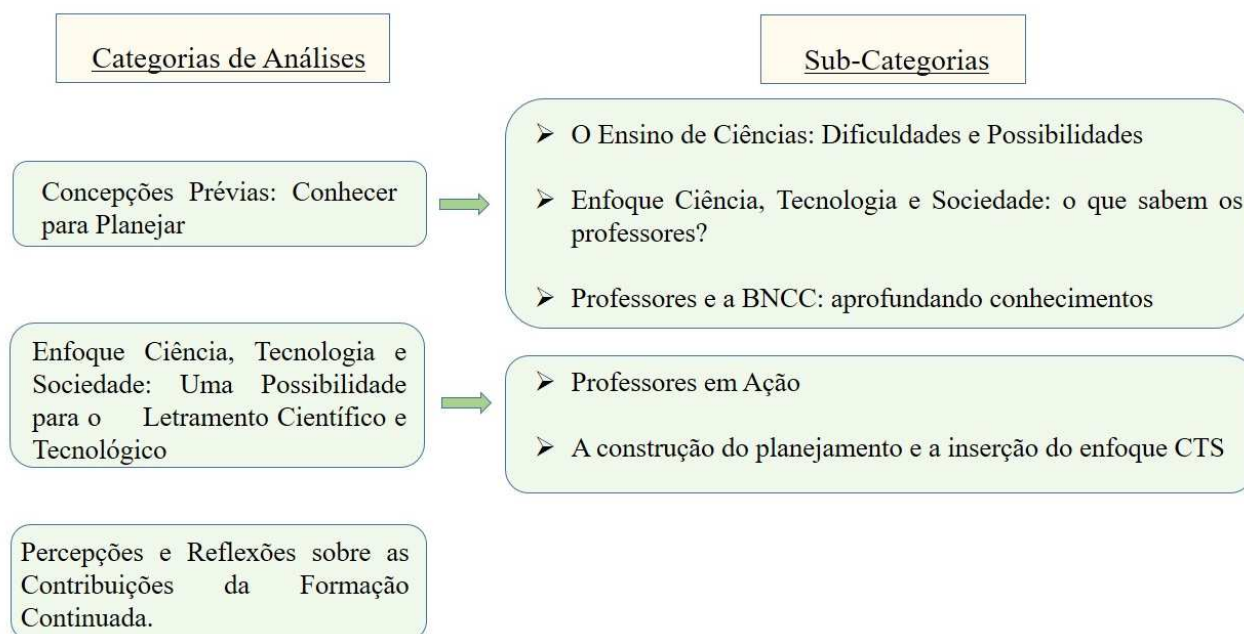 Categorias de Análises
Sub-Categorias
Concepções Prévias: Conhecer
para Planejar
➢ O Ensino de Ciências: Dificuldades e Possibilidades
➢ Enfoque Ciência, Tecnologia e Sociedade: o que sabem os
professores?
➢ Professores e a BNCC: aprofundando conhecimentos
Enfoque Ciência, Tecnologia e
Sociedade: Uma Possibilidade
para o Letramento Científico e
Tecnológico
➢ Professores em Ação
➢ A construção do planejamento e a inserção do enfoque CTS
Percepções e Reflexões sobre as
Contribuições da Formação
Continuada.